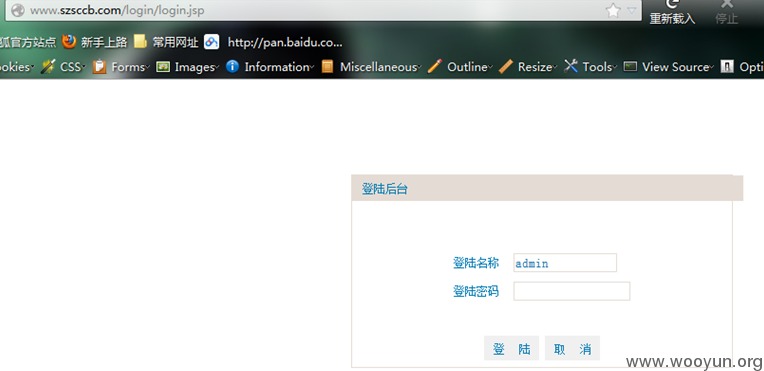 www.szsccb.com/login/login.jsp
重新载入 停止
狐官方站点 新手上路 常用网址 http://pan.baidu.co...
ookies CSS Forms Images Information Miscellaneous Outline Resize Tools View Source Opti
登陆后台
登陆名称 admin
登陆密码
登 陆 取 消
www.wooyun.org